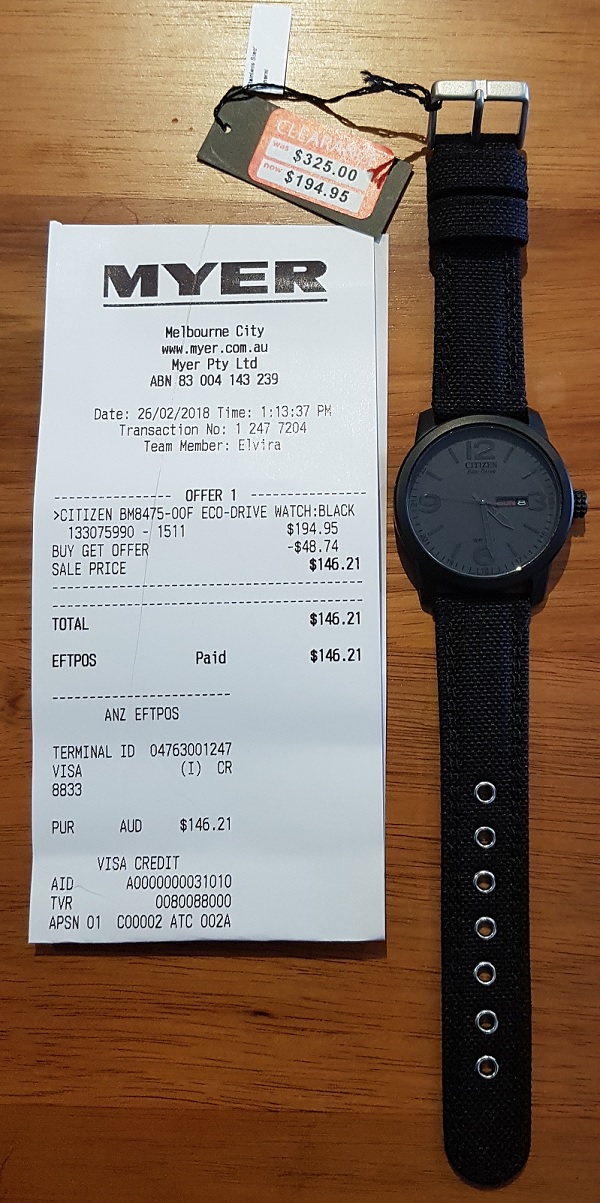 CLEARANCE
was $325.00
now $194.95
MYER
Melbourne City
www.myer.com.au
Myer Pty Ltd
ABN 83 004 143 239
Date: 26/02/2018 Time: 1:13:37 PM
Transaction No: 1 247 7204
Team Member: Elvira
---------------- OFFER 1 ----------------
>CITIZEN BM8475-00F ECO-DRIVE WATCH:BLACK
133075990 - 1511 $194.95
BUY GET OFFER -$48.74
SALE PRICE $146.21
TOTAL $146.21
EFTPOS Paid $146.21
ANZ EFTPOS
TERMINAL ID 04763001247
VISA (I) CR
8833
PUR AUD $146.21
VISA CREDIT
AID A0000000031010
TVR 0080088000
APSN 01 C00002 ATC 002A
12
CITIZEN
Eco-Drive
SUN 8
9
6